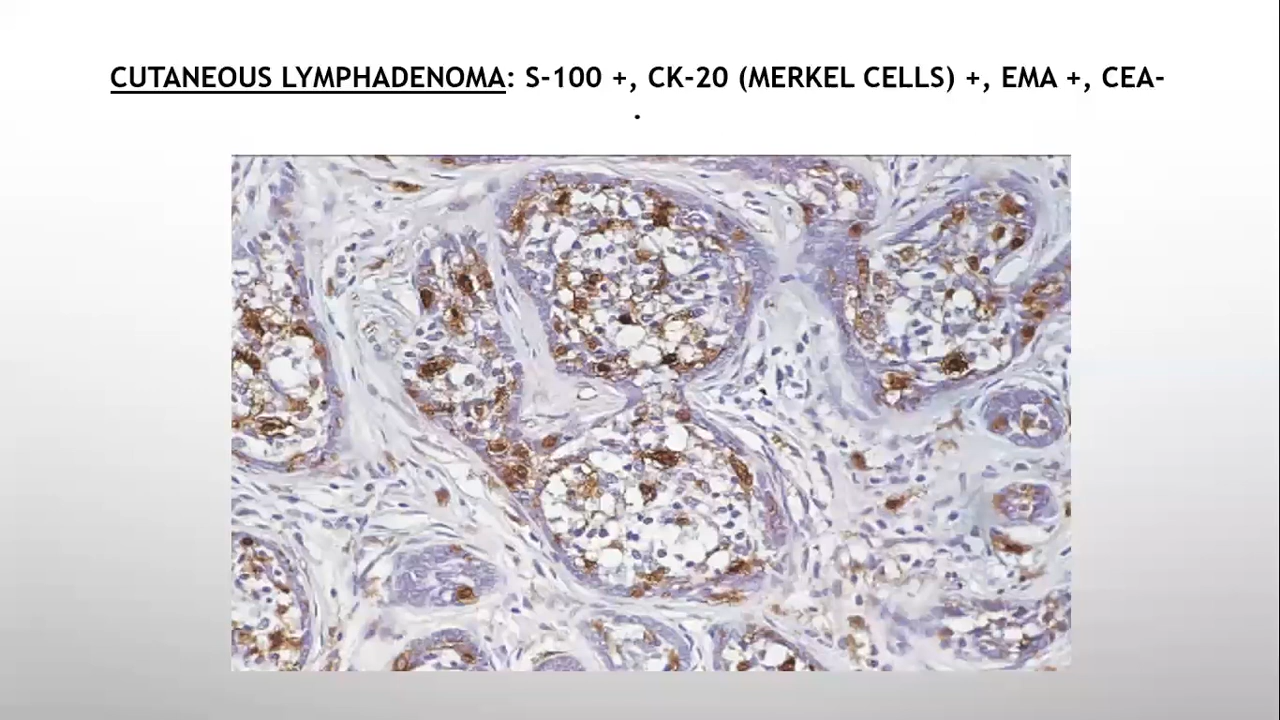 CUTANEOUS LYMPHADENOMA: S-100 +, CK-20 (MERKEL CELLS) +, EMA +, CEA-
.